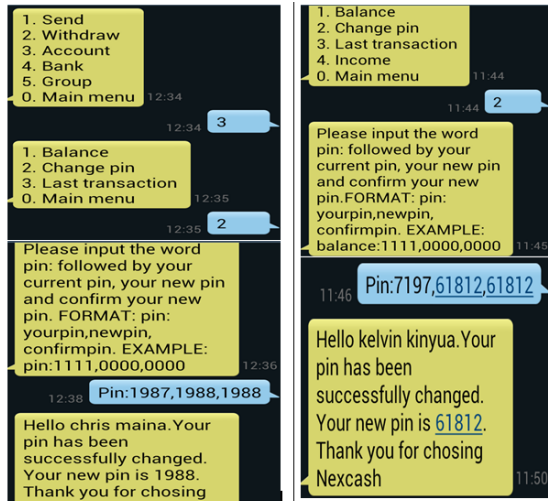 1. Send
2. Withdraw
3. Account
4. Bank
5. Group
0. Main menu 12:34
12:34 3
1. Balance
2. Change pin
3. Last transaction
0. Main menu 12:35
12:35 2
Please input the word
pin: followed by your
current pin, your new pin
and confirm your new
pin. FORMAT: pin:
yourpin,newpin,
confirmpin. EXAMPLE:
pin:1111,0000,0000 12:36
12:38 Pin:1987,1988,1988
Hello chris maina.Your
pin has been
successfully changed.
Your new pin is 1988.
Thank you for chosing
1. Balance
2. Change pin
3. Last transaction
4. Income
0. Main menu 11:44
11:44 2
Please input the word
pin: followed by your
current pin, your new pin
and confirm your new
pin.FORMAT: pin:
yourpin,newpin,
confirmpin. EXAMPLE:
balance:1111,0000,0000 11:45
11:46 Pin:7197,61812,61812
Hello kelvin kinyua.Your
pin has been
successfully changed.
Your new pin is 61812.
Thank you for chosing
Nexcash 11:50